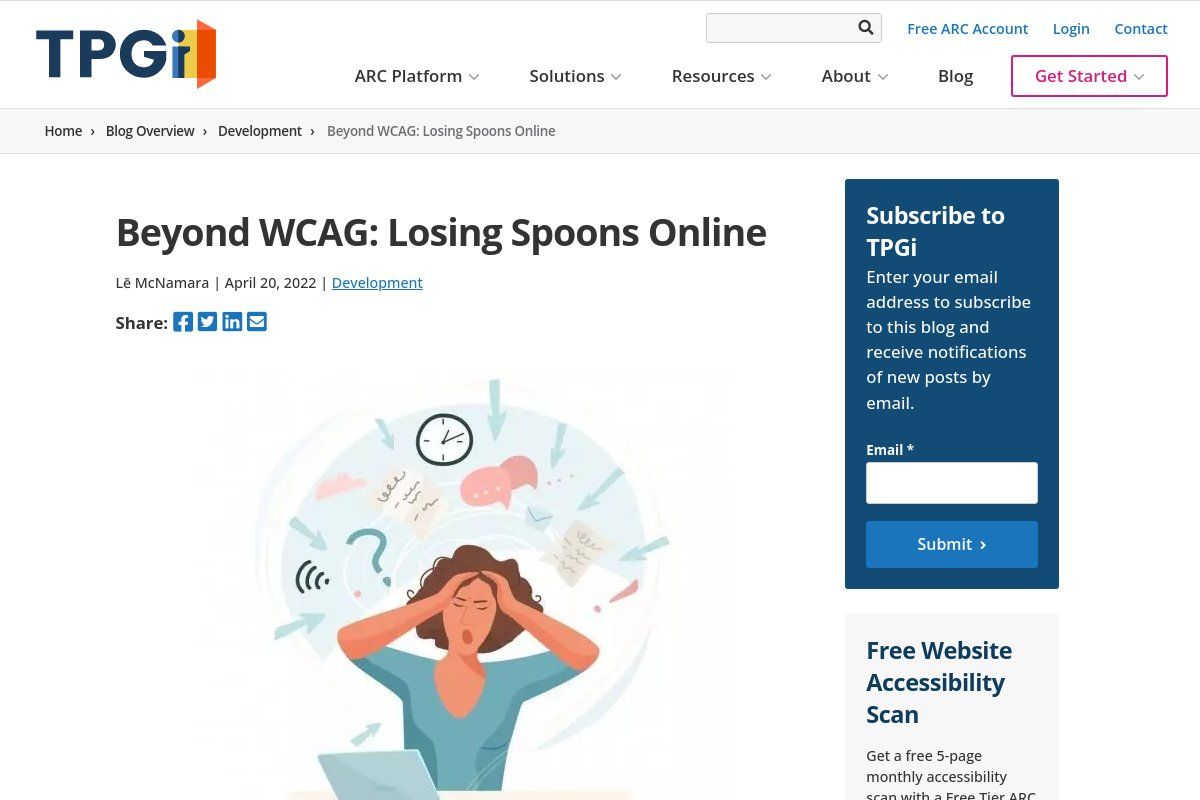 TPGi
Free ARC Account Login Contact
ARC Platform Solutions Resources About Blog Get Started
Home › Blog Overview › Development › Beyond WCAG: Losing Spoons Online
Beyond WCAG: Losing Spoons Online
Lē McNamara | April 20, 2022 | Development
Share:
Subscribe to
TPGi
Enter your email
address to subscribe
to this blog and
receive notifications
of new posts by
email.
Email *
Submit ›
Free Website
Accessibility
Scan
Get a free 5-page
monthly accessibility
scan with a Free Tier ARC